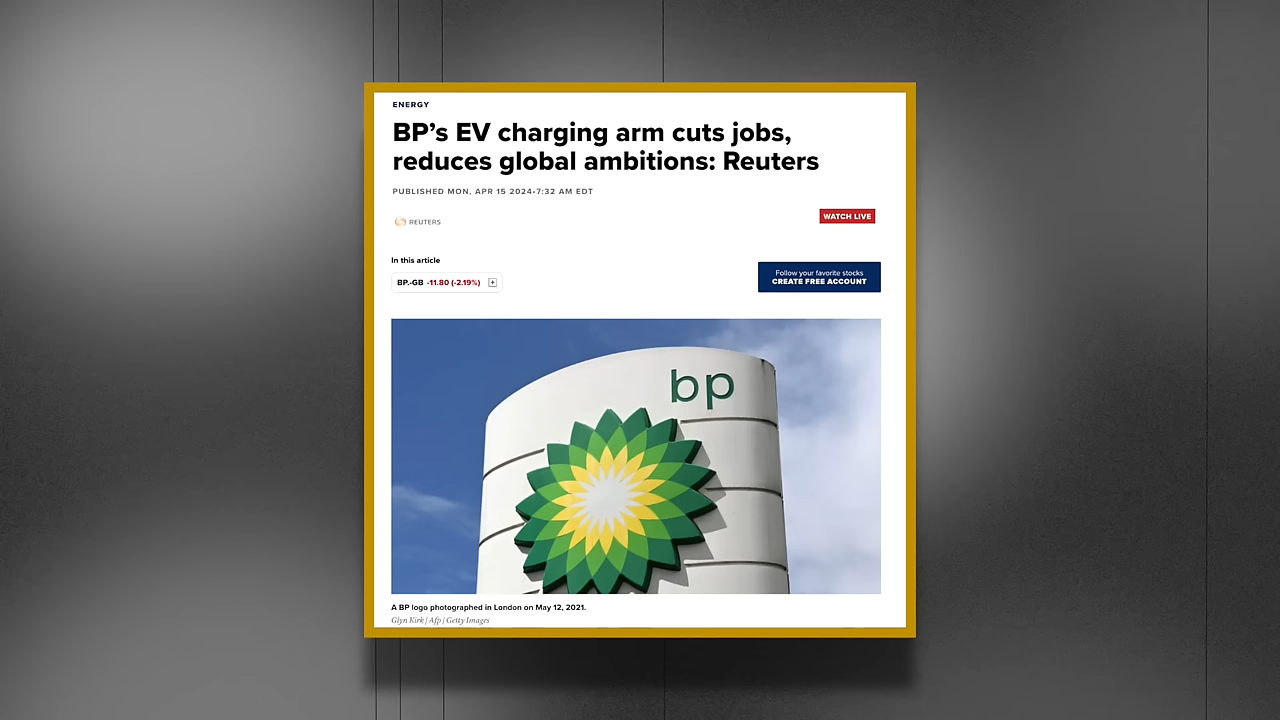 ENERGY
BP’s EV charging arm cuts jobs,
reduces global ambitions: Reuters
PUBLISHED MON, APR 15 2024•7:32 AM EDT
REUTERS
WATCH LIVE
In this article
BP.-GB -11.80 (-2.19%)
Follow your favorite stocks
CREATE FREE ACCOUNT
bp
A BP logo photographed in London on May 12, 2021.
Glyn Kirk | Afp | Getty Images